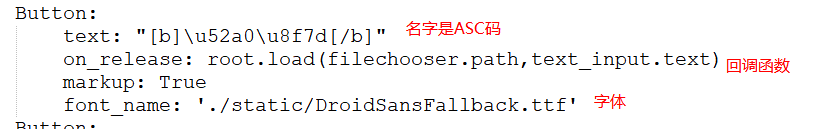 Button:
text: "[b]\u52a0\u8f7d[/b]" 名字是ASC码
on_release: root.load(filechooser.path,text_input.text) 回调函数
markup: True
font_name: './static/DroidSansFallback.ttf' 字体
Button: